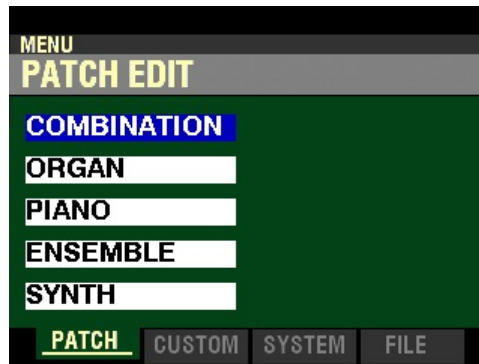 MENU
PATCH EDIT
COMBINATION
ORGAN
PIANO
ENSEMBLE
SYNTH
PATCH CUSTOM SYSTEM FILE